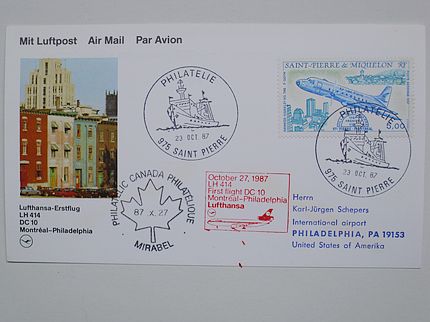 Mit Luftpost Air Mail Par Avion
SAINT-PIERRE & MIQUELON RF
5,00
PHILATELIE
23 OCT. 87
975 SAINT PIERRE
PHILATELIE
23 OCT. 87
975 SAINT PIERRE
PHILATELIC CANADA PHILATÉLIQUE
87 .X. 27
MIRABEL
October 27, 1987
LH 414
First flight DC 10
Montréal-Philadelphia
Lufthansa
Lufthansa-Erstflug
LH 414
DC 10
Montréal-Philadelphia
Herrn
Karl-Jürgen Schepers
International airport
PHILADELPHIA, PA 19153
United States of Amerika